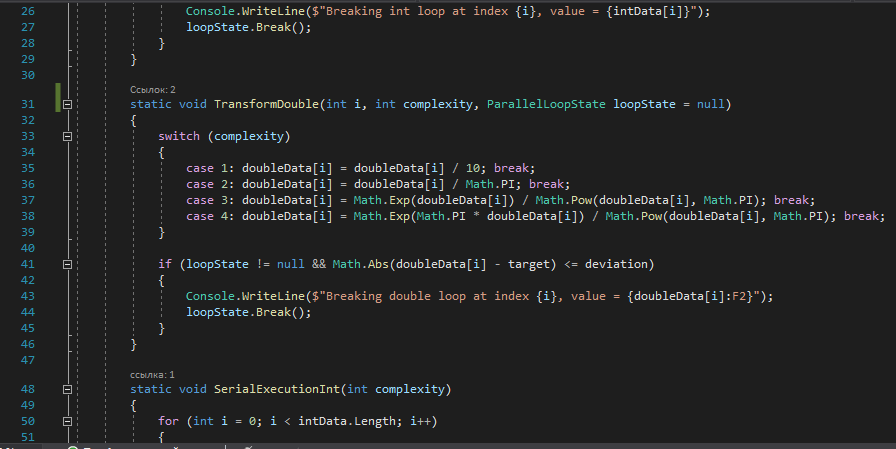 26 Console.WriteLine($"Breaking int loop at index {i}, value = {intData[i]}");
27 loopState.Break();
28 }
29 }
30
Ссылок: 2
31 static void TransformDouble(int i, int complexity, ParallelLoopState loopState = null)
32 {
33 switch (complexity)
34 {
35 case 1: doubleData[i] = doubleData[i] / 10; break;
36 case 2: doubleData[i] = doubleData[i] / Math.PI; break;
37 case 3: doubleData[i] = Math.Exp(doubleData[i]) / Math.Pow(doubleData[i], Math.PI); break;
38 case 4: doubleData[i] = Math.Exp(Math.PI * doubleData[i]) / Math.Pow(doubleData[i], Math.PI); break;
39 }
40
41 if (loopState != null && Math.Abs(doubleData[i] - target) <= deviation)
42 {
43 Console.WriteLine($"Breaking double loop at index {i}, value = {doubleData[i]:F2}");
44 loopState.Break();
45 }
46 }
47
ссылка: 1
48 static void SerialExecutionInt(int complexity)
49 {
50 for (int i = 0; i < intData.Length; i++)
51 {